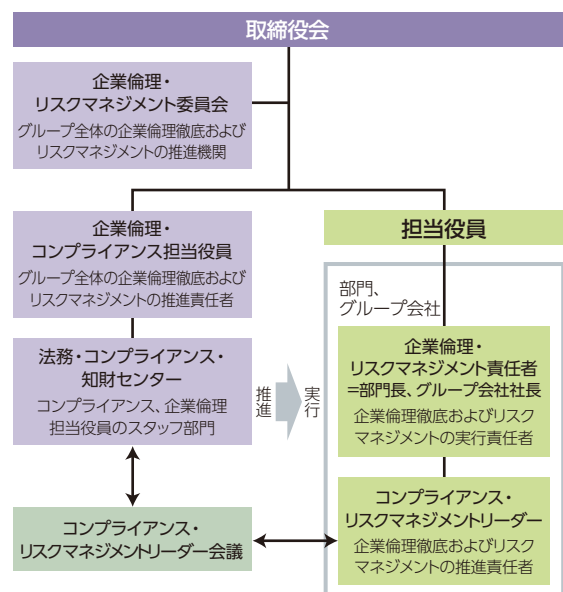 取締役会
企業倫理・
リスクマネジメント委員会
グループ全体の企業倫理徹底および
リスクマネジメントの推進機関
企業倫理・
コンプライアンス担当役員
グループ全体の企業倫理徹底および
リスクマネジメントの推進責任者
法務・コンプライアンス・
知財センター
コンプライアンス、企業倫理
担当役員のスタッフ部門
コンプライアンス・
リスクマネジメントリーダー会議
推進
実行
担当役員
部門、
グループ会社
企業倫理・
リスクマネジメント責任者
=部門長、グループ会社社長
企業倫理徹底およびリスク
マネジメントの実行責任者
コンプライアンス・
リスクマネジメントリーダー
企業倫理徹底およびリスク
マネジメントの推進責任者